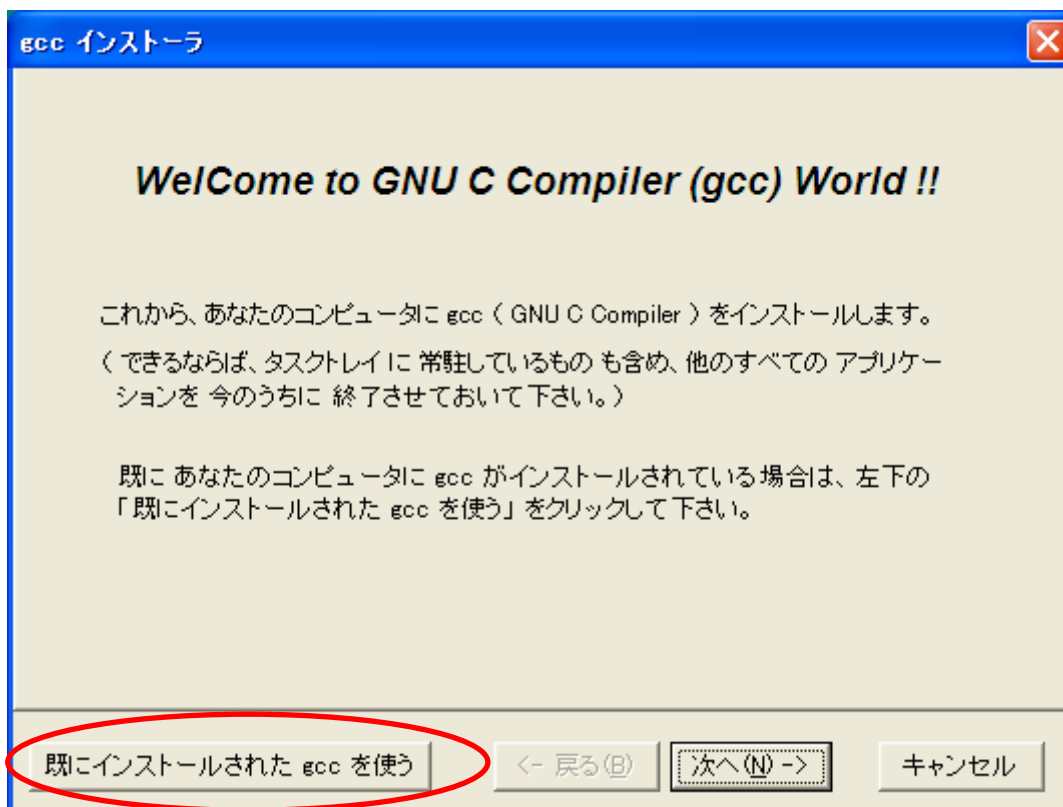 gcc インストーラ
WelCome to GNU C Compiler (gcc) World !!
これから、あなたのコンピュータに gcc ( GNU C Compiler ) をインストールします。
( できるならば、タスクトレイ に 常駐しているもの も含め、他のすべての アプリケー
ションを 今のうちに 終了させておいて下さい。)
既に あなたのコンピュータに gcc がインストールされている場合は、左下の
「既にインストールされた gcc を使う」 をクリックして下さい。
既にインストールされた gcc を使う
<- 戻る(B)
次へ(N) ->
キャンセル